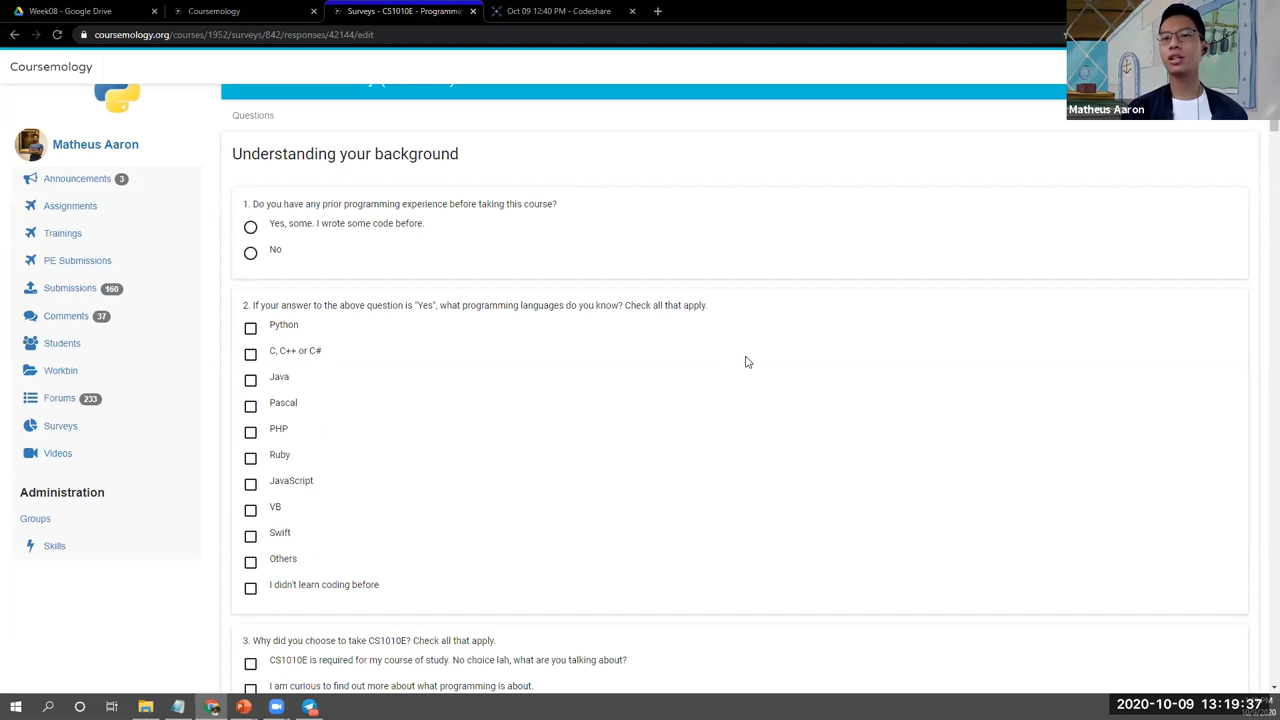 Week08 - Google Drive
Coursemology
Surveys - CS1010E - Programmin
Oct 09 12:40 PM - Codeshare
coursemology.org/courses/1952/surveys/842/responses/42144/edit
Coursemology
Matheus Aaron
Questions
Matheus Aaron
Understanding your background
Announcements 3
Assignments
Trainings
PE Submissions
Submissions 160
Comments 37
Students
Workbin
Forums 233
Surveys
Videos
Administration
Groups
Skills
1. Do you have any prior programming experience before taking this course?
Yes, some. I wrote some code before.
No
2. If your answer to the above question is "Yes", what programming languages do you know? Check all that apply.
Python
C, C++ or C#
Java
Pascal
PHP
Ruby
JavaScript
VB
Swift
Others
I didn't learn coding before
3. Why did you choose to take CS1010E? Check all that apply.
CS1010E is required for my course of study. No choice lah, what are you talking about?
I am curious to find out more about what programming is about.
2020-10-09 13:19:37